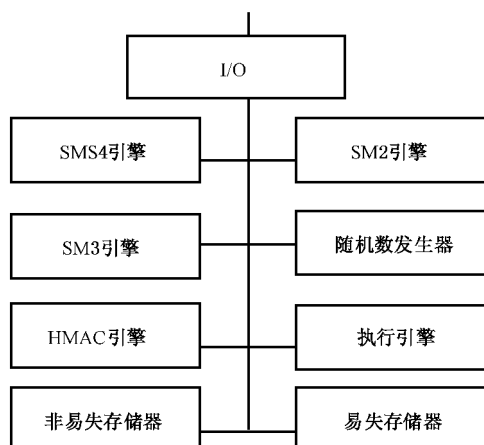 I/O
SMS4引擎
SM2引擎
SM3引擎
随机数发生器
HMAC引擎
执行引擎
非易失存储器
易失存储器